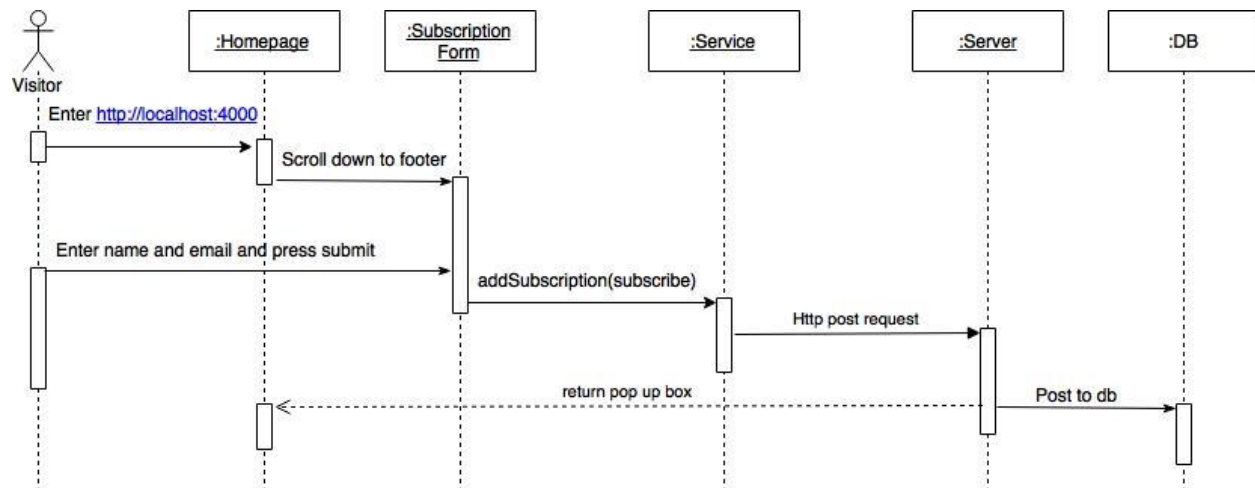 :Homepage
:Subscription
Form
:Service
:Server
:DB
Visitor
Enter http://localhost:4000
Scroll down to footer
Enter name and email and press submit
addSubscription(subscribe)
Http post request
return pop up box
Post to db